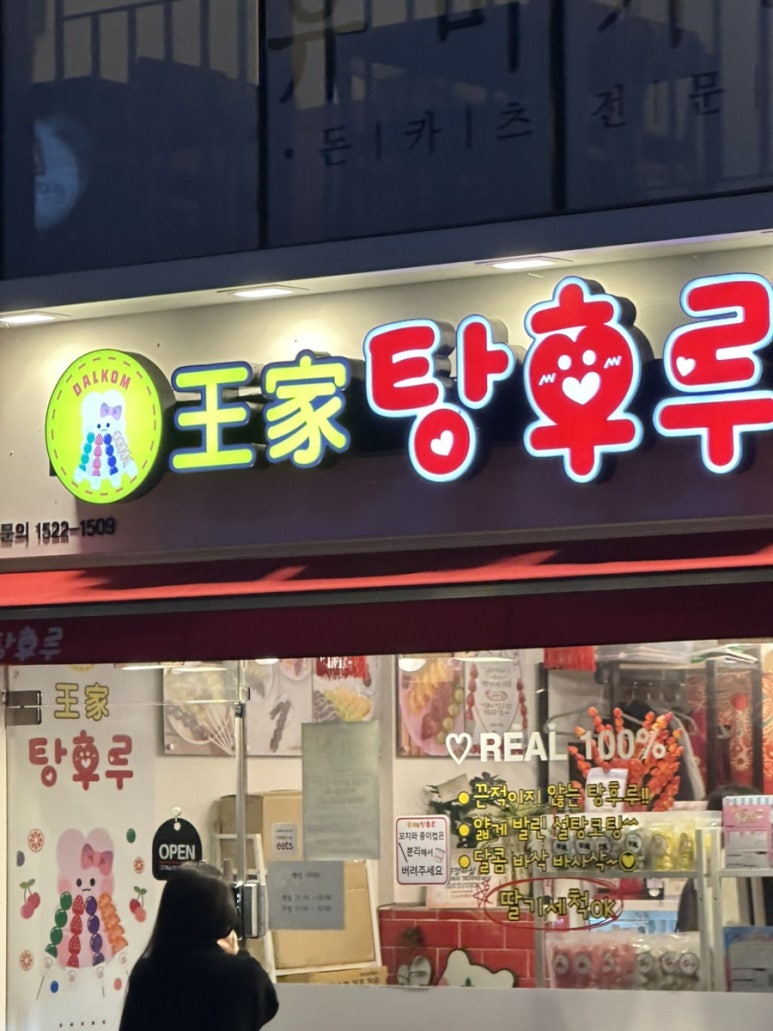 · 돈 | 카 | 츠 전 문
DALKOM
王家 탕후루
문의 1522-1509
탕후루
王家
탕후루
OPEN
eats
꼬치와 종이컵은
분리해서
버려주세요
♡ REAL 100%
끈적이지 않는 탕후루!!
얇게 발린 설탕코팅^^
달콤 바삭 바사삭~♡
딸기세척OK